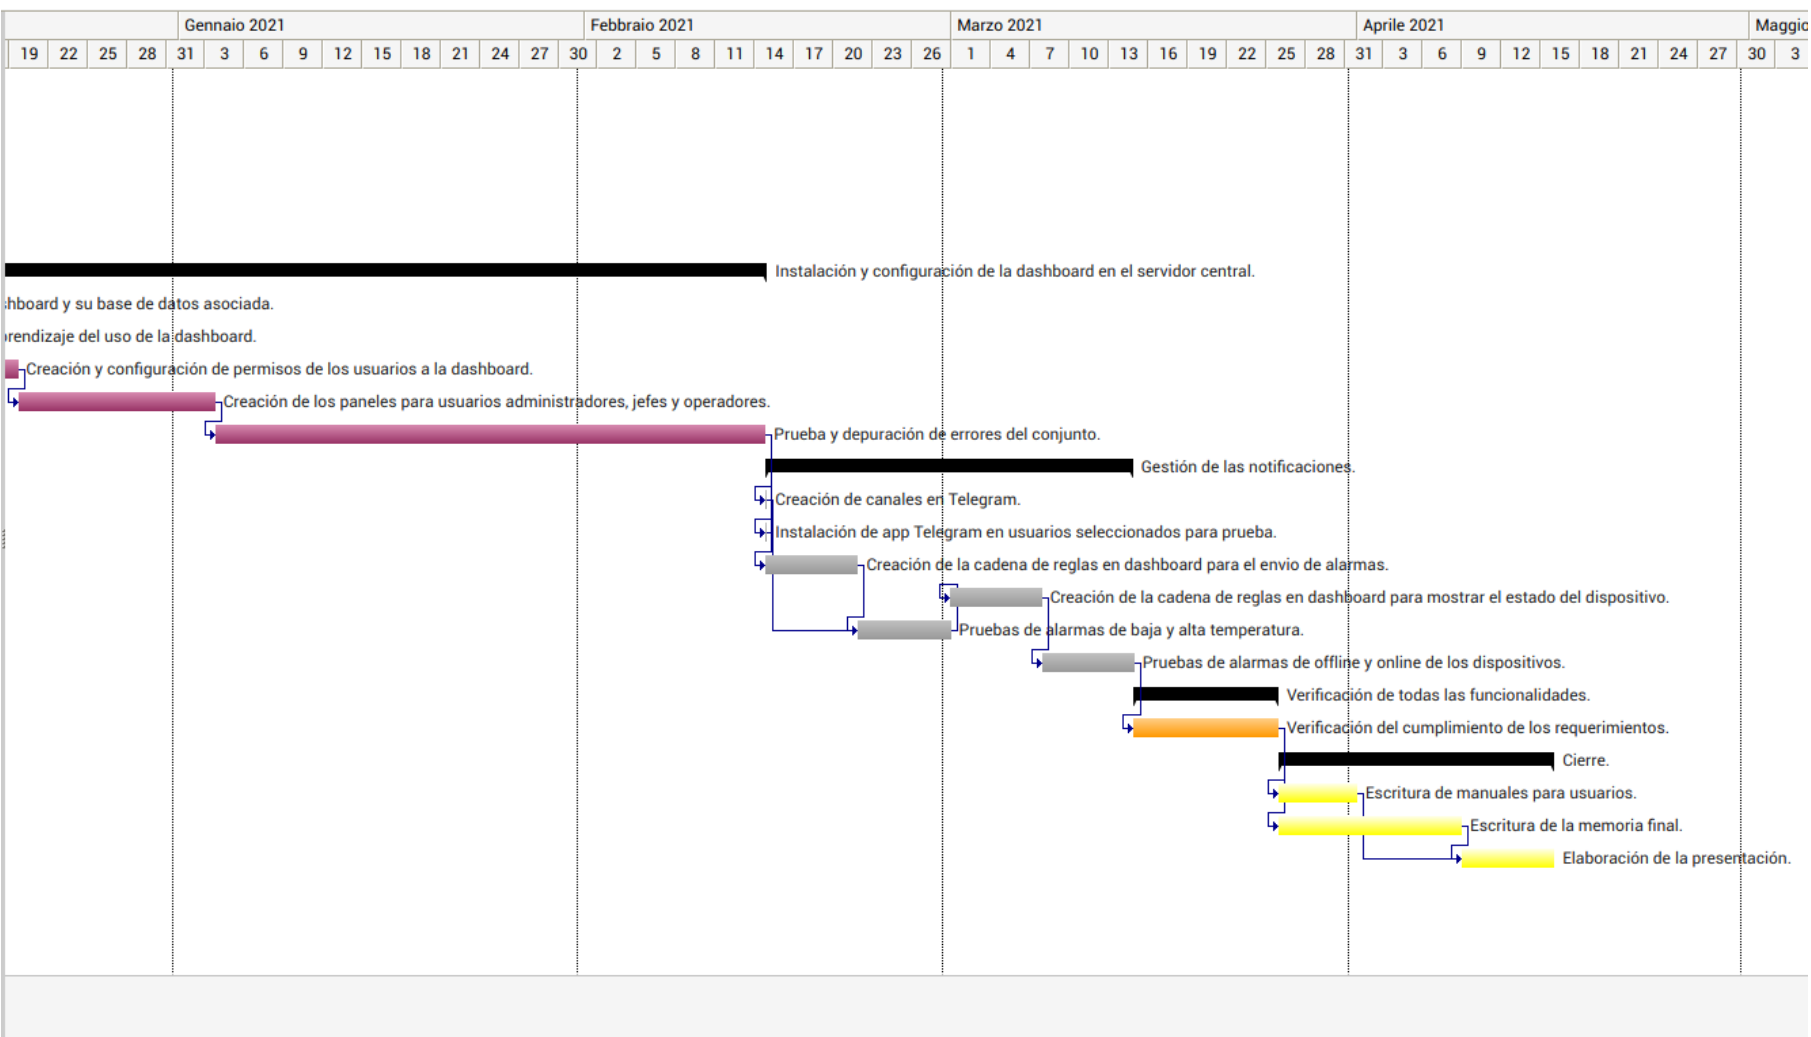 Gennaio 2021 Febbraio 2021 Marzo 2021 Aprile 2021 Maggio
19 22 25 28 31 3 6 9 12 15 18 21 24 27 30 2 5 8 11 14 17 20 23 26 1 4 7 10 13 16 19 22 25 28 31 3 6 9 12 15 18 21 24 27 30 3
Instalación y configuración de la dashboard en el servidor central.
shboard y su base de datos asociada.
prendizaje del uso de la dashboard.
Creación y configuración de permisos de los usuarios a la dashboard.
Creación de los paneles para usuarios administradores, jefes y operadores.
Prueba y depuración de errores del conjunto.
Gestión de las notificaciones.
Creación de canales en Telegram.
Instalación de app Telegram en usuarios seleccionados para prueba.
Creación de la cadena de reglas en dashboard para el envio de alarmas.
Creación de la cadena de reglas en dashboard para mostrar el estado del dispositivo.
Pruebas de alarmas de baja y alta temperatura.
Pruebas de alarmas de offline y online de los dispositivos.
Verificación de todas las funcionalidades.
Verificación del cumplimiento de los requerimientos.
Cierre.
Escritura de manuales para usuarios.
Escritura de la memoria final.
Elaboración de la presentación.